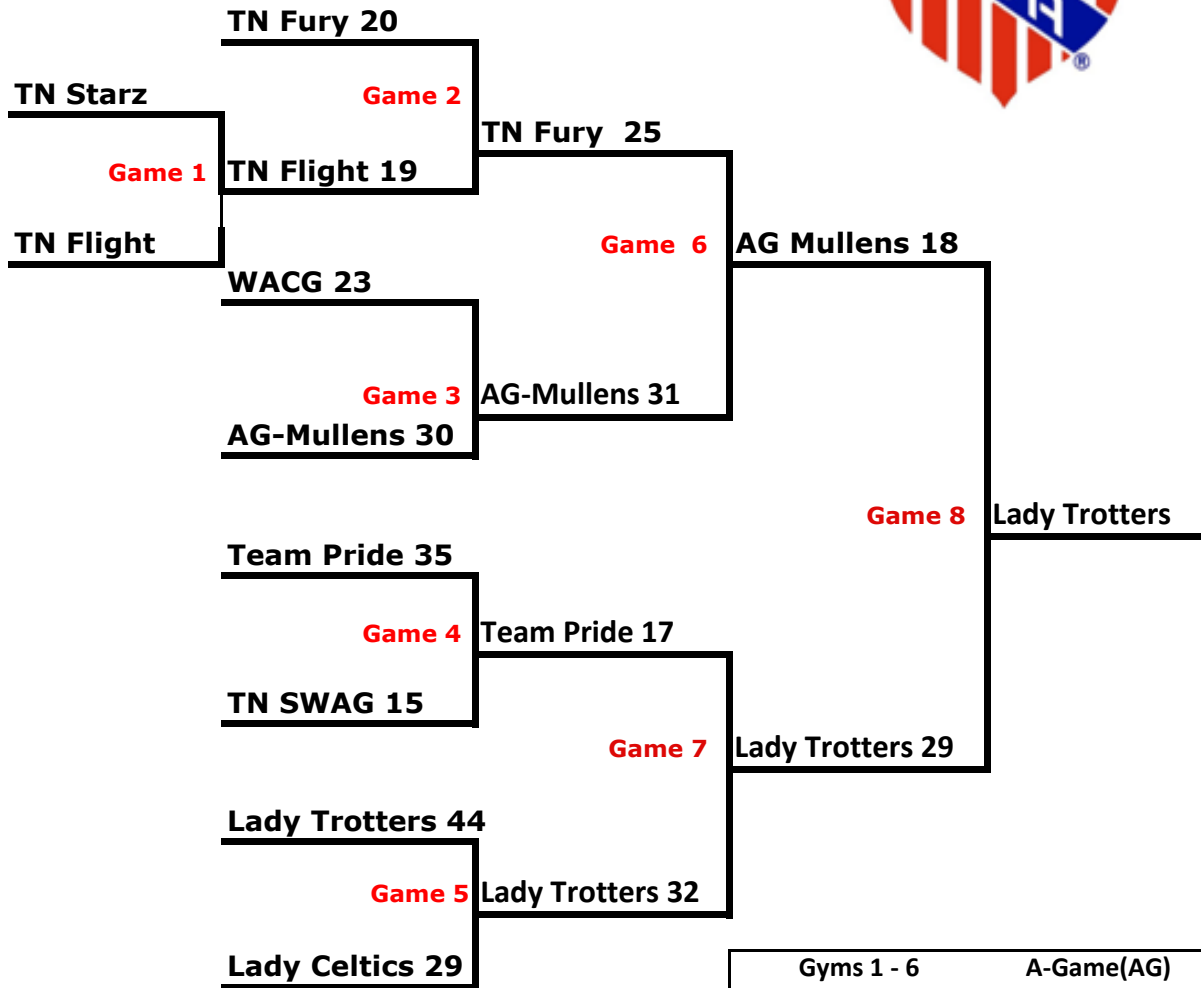 TN Fury 20
TN Starz
Game 2
TN Fury  25
Game 1
TN Flight 19
TN Flight
Game  6
AG Mullens 18
WACG 23
Game 3
AG-Mullens 31
AG-Mullens 30
Game 8
Lady Trotters
Team Pride 35
Game 4
Team Pride 17
TN SWAG 15
Game 7
Lady Trotters 29
Lady Trotters 44
Game 5
Lady Trotters 32
Lady Celtics 29
Gyms 1 - 6
A-Game(AG)